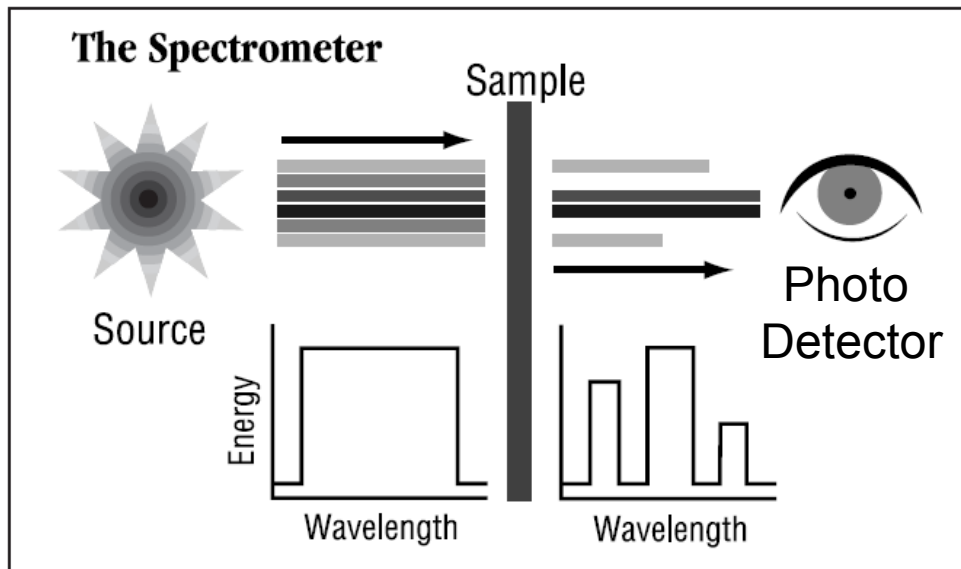 The Spectrometer
Sample
Source
Photo
Detector
Energy
Wavelength
Wavelength